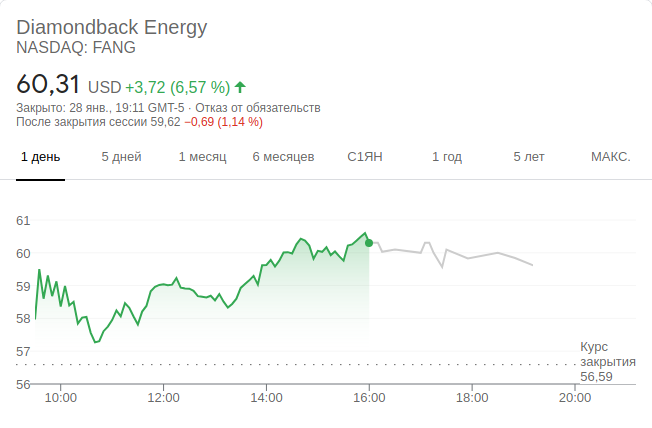 Diamondback Energy
NASDAQ: FANG
60,31 USD +3,72 (6,57 %)
Закрыто: 28 янв., 19:11 GMT-5 · Отказ от обязательств
После закрытия сессии 59,62 −0,69 (1,14 %)
1 день 5 дней 1 месяц 6 месяцев С1ЯН 1 год 5 лет МАКС.
61
60
59
58
57
56
Курс
закрытия
56,59
10:00 12:00 14:00 16:00 18:00 20:00